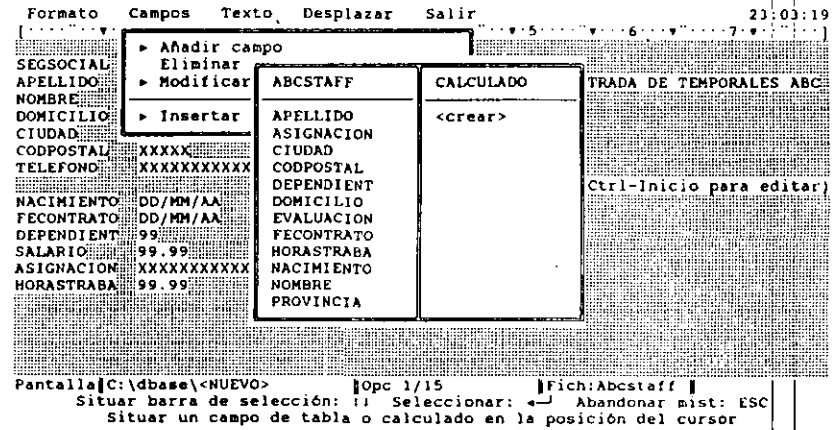 Formato Campos Texto Desplazar Salir 23:03:19
5 6 7
► Añadir campo
SEGSOCIAL Eliminar
APELLIDO ► Modificar ABCSTAFF CALCULADO TRADA DE TEMPORALES ABC
NOMBRE
DOMICILIO ► Insertar APELLIDO <crear>
CIUDAD ASIGNACION
CODPOSTAL XXXXX CIUDAD
TELEFONO XXXXXXXXXXX CODPOSTAL
DEPENDIENT Ctrl-Inicio para editar)
NACIMIENTO DD/MM/AA DOMICILIO
FECONTRATO DD/MM/AA EVALUACION
DEPENDIENT 99 FECONTRATO
SALARIO 99.99 HORASTRABA
ASIGNACION XXXXXXXXXXX NACIMIENTO
HORASTRABA 99.99 NOMBRE
PROVINCIA
Pantalla C:\dbase\<NUEVO> Opc 1/15 Fich:Abcstaff
Situar barra de selección: ↑↓ Seleccionar: ◄─┘ Abandonar mist: ESC
Situar un campo de tabla o calculado en la posición del cursor